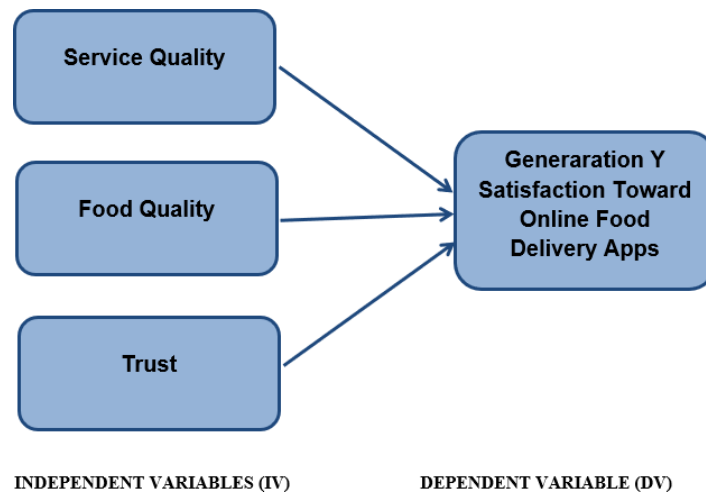 Service Quality
Food Quality
Trust
Generaration Y
Satisfaction Toward
Online Food
Delivery Apps
INDEPENDENT VARIABLES (IV)
DEPENDENT VARIABLE (DV)